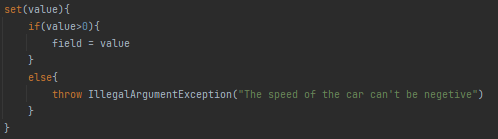 set(value){
    if(value>0){
        field = value
    }
    else{
        throw IllegalArgumentException("The speed of the car can't be negetive")
    }
}